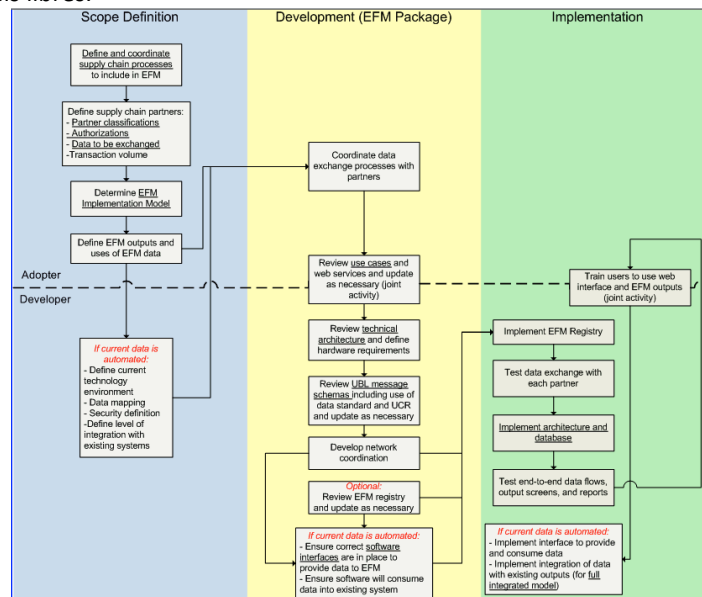 Scope Definition
Development (EFM Package)
Implementation
Define and coordinate
supply chain processes
to include in EFM
Define supply chain partners:
- Partner classifications
- Authorizations
- Data to be exchanged
-Transaction volume
Determine EFM
Implementation Model
Define EFM outputs and
uses of EFM data
Adopter
Developer
If current data is
automated:
- Define current
technology
environment
- Data mapping
- Security definition
-Define level of
integration with
existing systems
Coordinate data
exchange processes with
partners
Review use cases and
web services and update
as necessary (joint
activity)
Review technical
architecture and define
hardware requirements
Review UBL message
schemas including use of
data standard and UCR
and update as necessary
Develop network
coordination
Optional:
Review EFM registry
and update as necessary
If current data is automated:
- Ensure correct software
interfaces are in place to
provide data to EFM
- Ensure software will consume
data into existing system
Train users to use web
interface and EFM outputs
(joint activity)
Implement EFM Registry
Test data exchange with
each partner
Implement architecture and
database
Test end-to-end data flows,
output screens, and reports
If current data is automated:
- Implement interface to provide
and consume data
- Implement integration of data
with existing outputs (for full
integrated model)